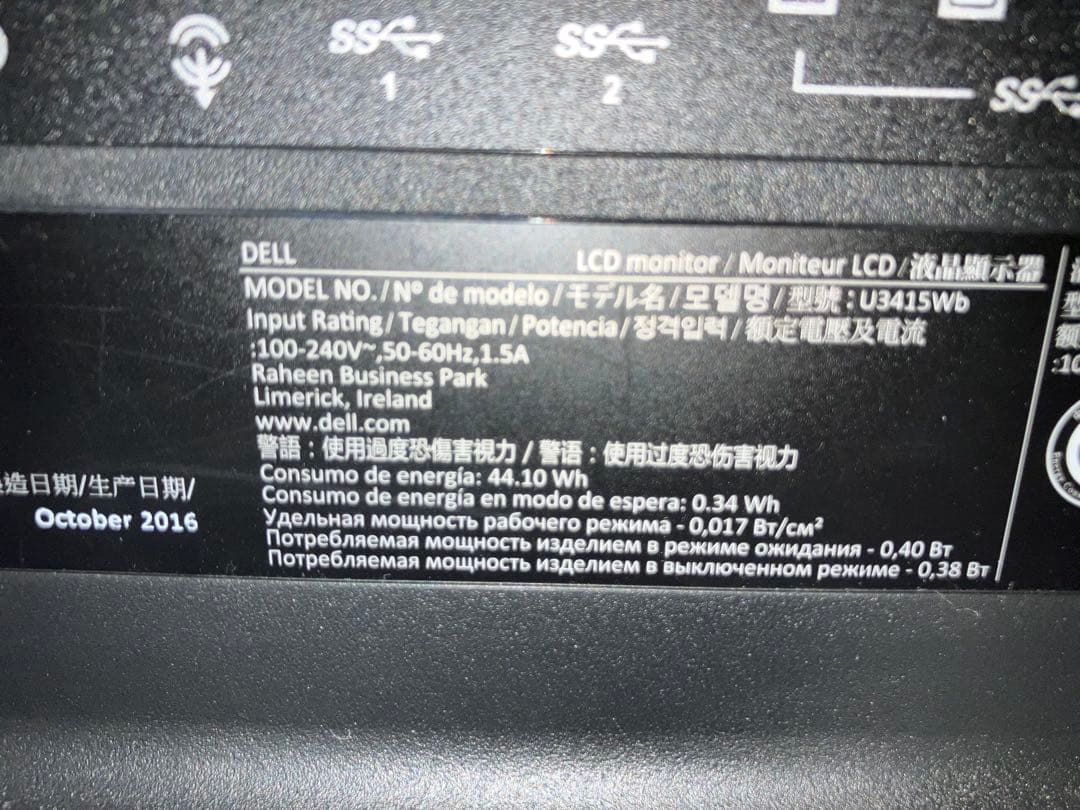 SS
SS
1
2
SS
DELL
LCD monitor / Moniteur LCD / 液晶顯示器
MODEL NO. / Nº de modelo / モデル名 / 모델명 / 型號 : U3415Wb
Input Rating / Tegangan / Potencia / 정격입력 / 額定電壓及電流
:100-240V~,50-60Hz,1.5A
Raheen Business Park
Limerick, Ireland
www.dell.com
警語 : 使用過度恐傷害視力 / 警语 : 使用过度恐伤害视力
Consumo de energía: 44.10 Wh
Consumo de energía en modo de espera: 0.34 Wh
Удельная мощность рабочего режима - 0,017 Вт/см²
Потребляемая мощность изделием в режиме ожидания - 0,40 Вт
Потребляемая мощность изделием в выключенном режиме - 0,38 Вт
造日期/生产日期/
October 2016
型
:10